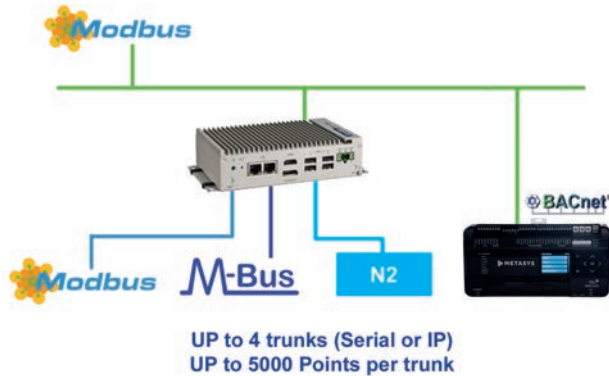 Modbus
BACnet
METASYS
Modbus
M-Bus
N2
UP to 4 trunks (Serial or IP)
UP to 5000 Points per trunk